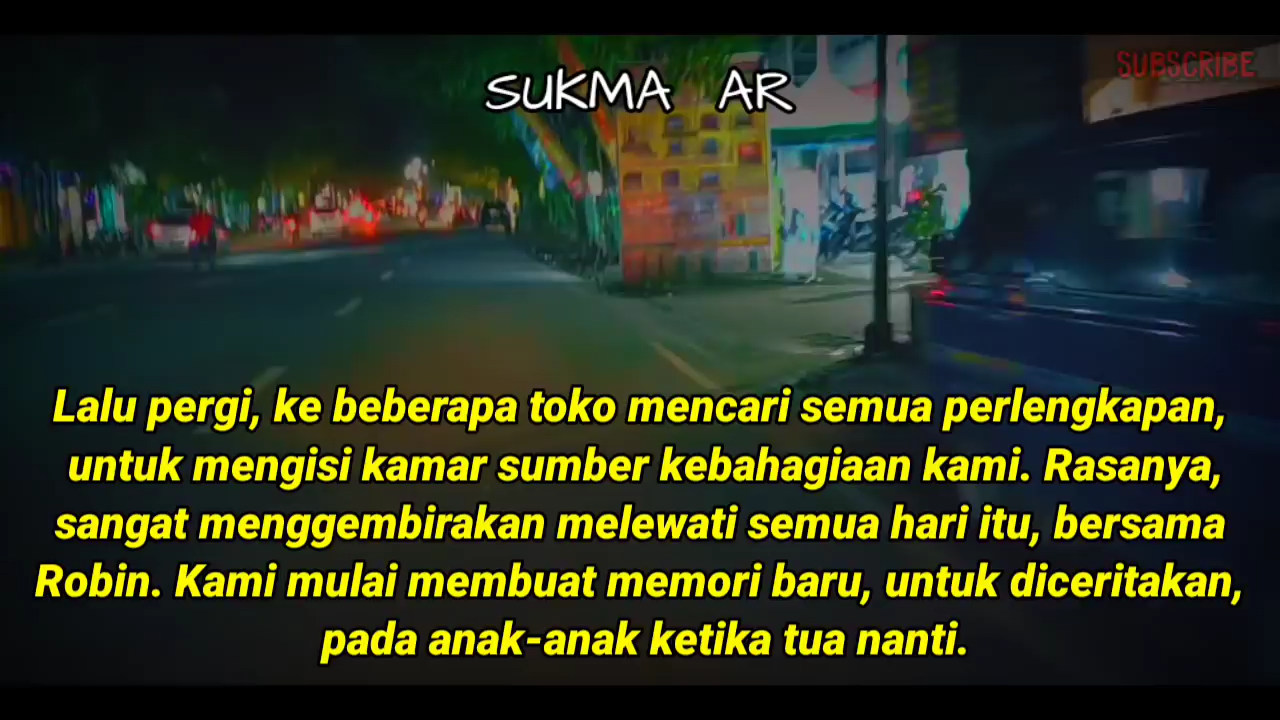 SUKMA AR
SUBSCRIBE
Lalu pergi, ke beberapa toko mencari semua perlengkapan,
untuk mengisi kamar sumber kebahagiaan kami. Rasanya,
sangat menggembirakan melewati semua hari itu, bersama
Robin. Kami mulai membuat memori baru, untuk diceritakan,
pada anak-anak ketika tua nanti.